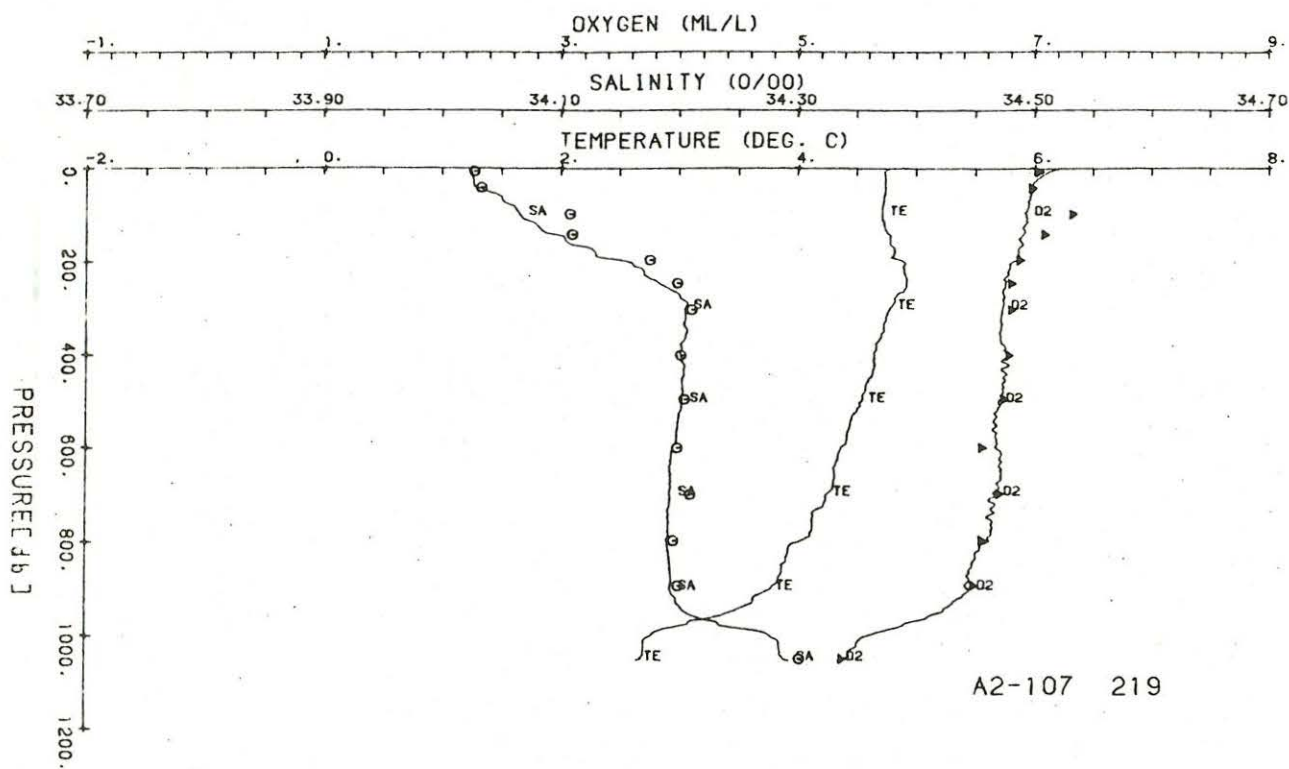 OXYGEN (ML/L)
-1. 1. 3. 5. 7. 9.
SALINITY (0/00)
33.70 33.90 34.10 34.30 34.50 34.70
TEMPERATURE (DEG. C)
-2. 0. 2. 4. 6. 8.
0.
SA TE O2
200.
SA TE O2
400.
SA TE O2
600.
SA TE O2
800.
SA TE O2
1000.
TE SA O2
1200.
PRESSURE[db]
A2-107 219